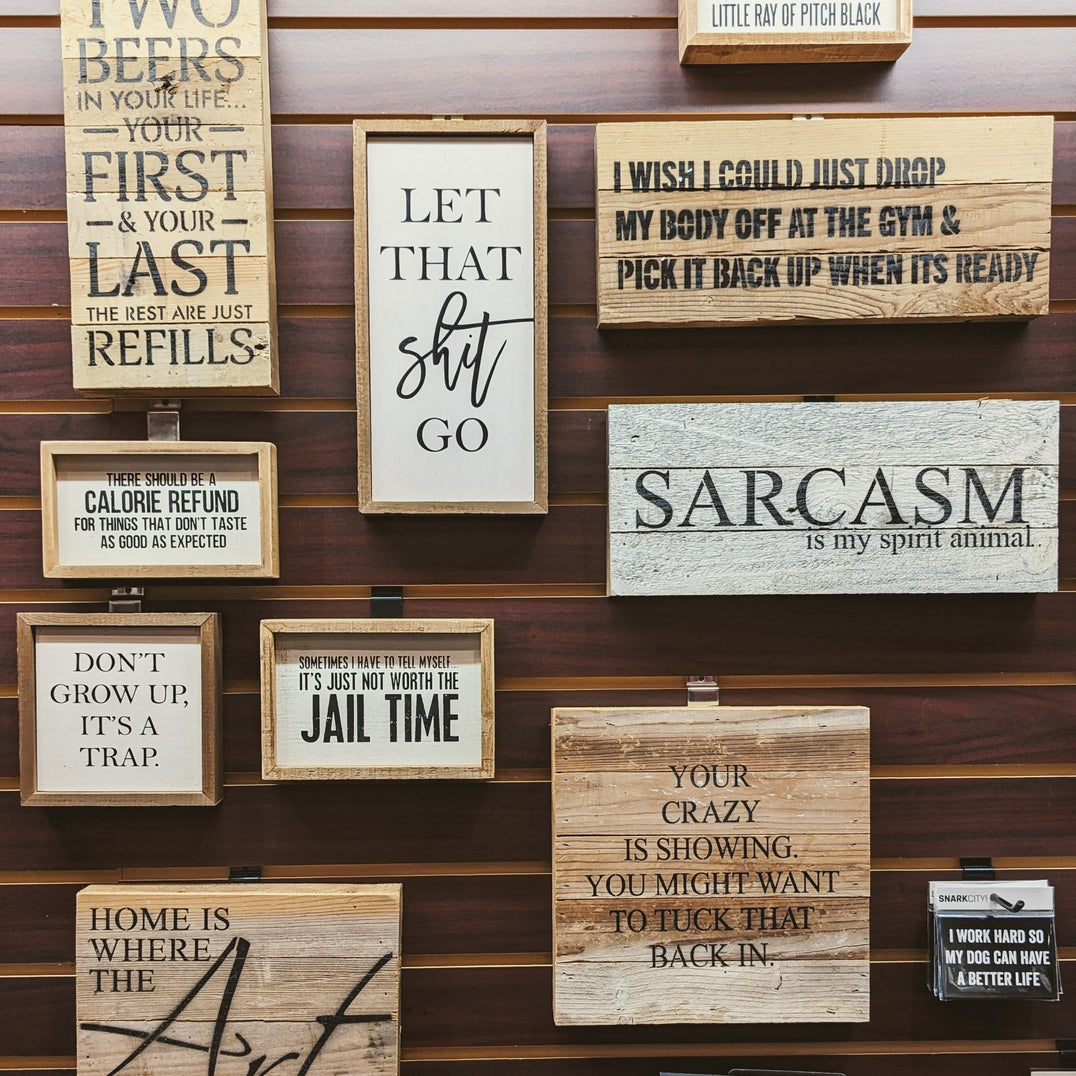 TWO
BEERS
IN YOUR LIFE...
YOUR
FIRST
& YOUR
LAST
THE REST ARE JUST
REFILLS
LITTLE RAY OF PITCH BLACK
LET
THAT
shit
GO
I WISH I COULD JUST DROP
MY BODY OFF AT THE GYM &
PICK IT BACK UP WHEN ITS READY
THERE SHOULD BE A
CALORIE REFUND
FOR THINGS THAT DON'T TASTE
AS GOOD AS EXPECTED
SARCASM
is my spirit animal.
DON'T
GROW UP,
IT'S A
TRAP.
SOMETIMES I HAVE TO TELL MYSELF...
IT'S JUST NOT WORTH THE
JAIL TIME
YOUR
CRAZY
IS SHOWING.
YOU MIGHT WANT
TO TUCK THAT
BACK IN.
HOME IS
WHERE
THE
Art
SNARKCITY!
I WORK HARD SO
MY DOG CAN HAVE
A BETTER LIFE